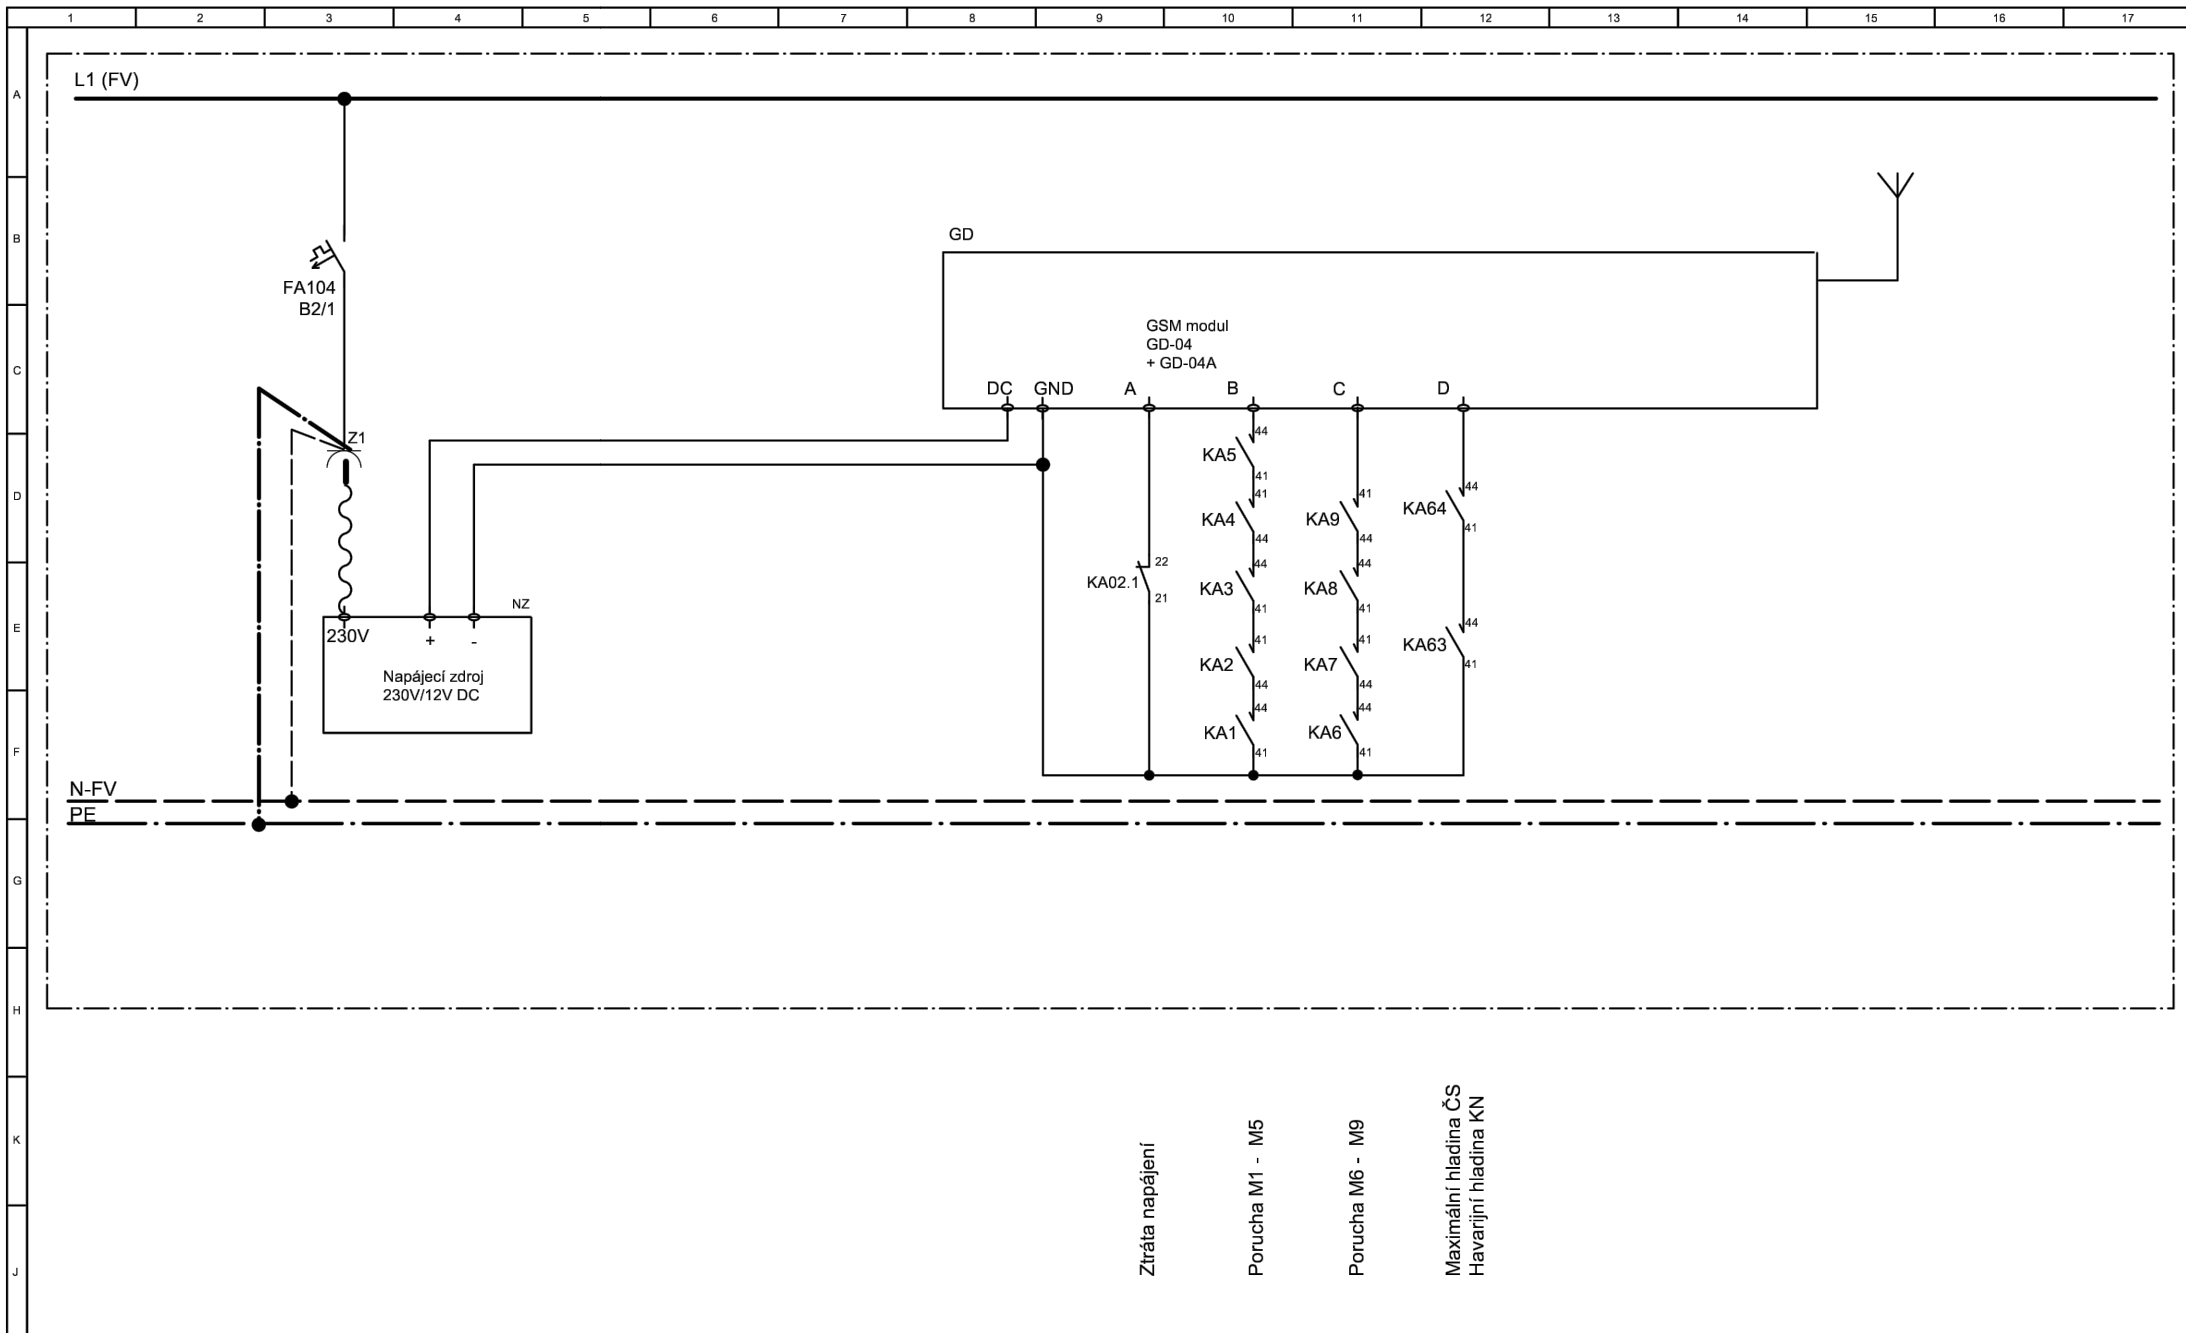 1 2 3 4 5 6 7 8 9 10 11 12 13 14 15 16 17
A
B
C
D
E
F
G
H
K
J
L1 (FV)
FA104
B2/1
Z1
NZ
230V + -
Napájecí zdroj
230V/12V DC
GD
GSM modul
GD-04
+ GD-04A
DC GND A B C D
22
KA02.1
21
44
KA5
41
41
KA4
44
44
KA3
41
41
KA2
44
44
KA1
41
41
KA9
44
44
KA8
41
41
KA7
44
44
KA6
41
44
KA64
41
44
KA63
41
N-FV
PE
Ztráta napájení
Porucha M1 - M5
Porucha M6 - M9
Maximální hladina ČS
Havarijní hladina KN